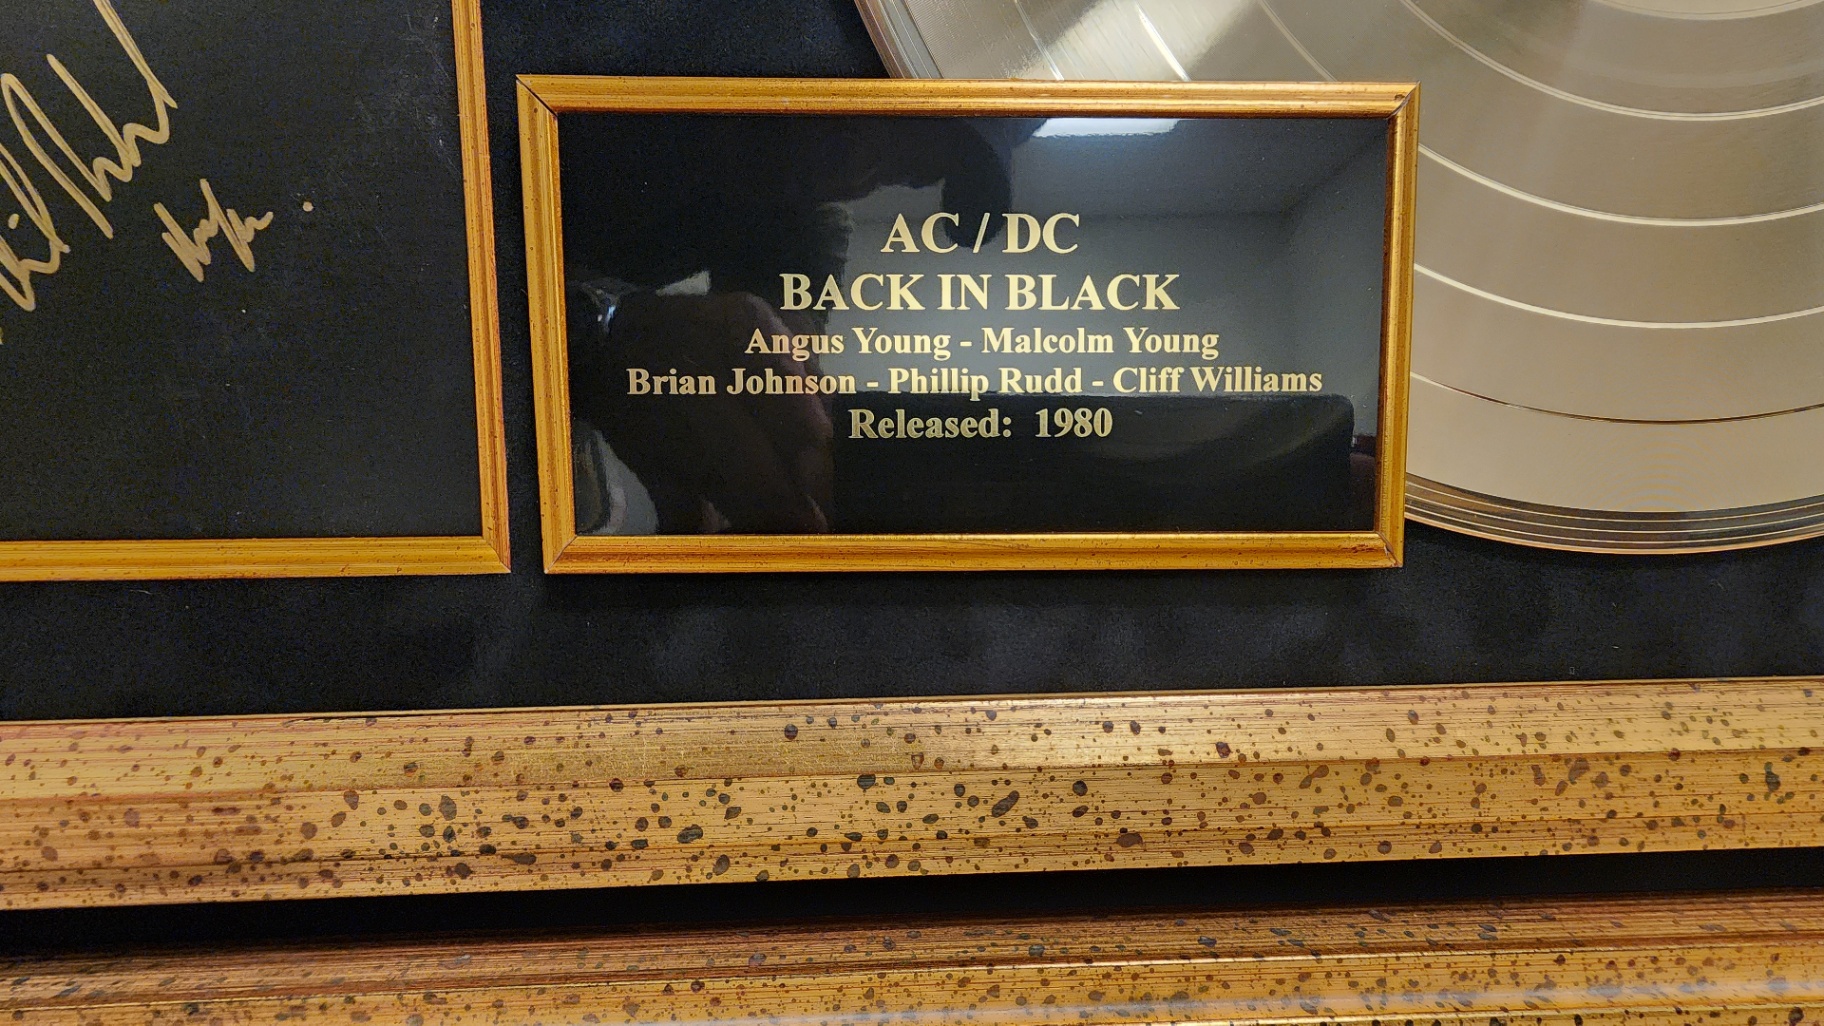 AC / DC
BACK IN BLACK
Angus Young - Malcolm Young
Brian Johnson - Phillip Rudd - Cliff Williams
Released: 1980